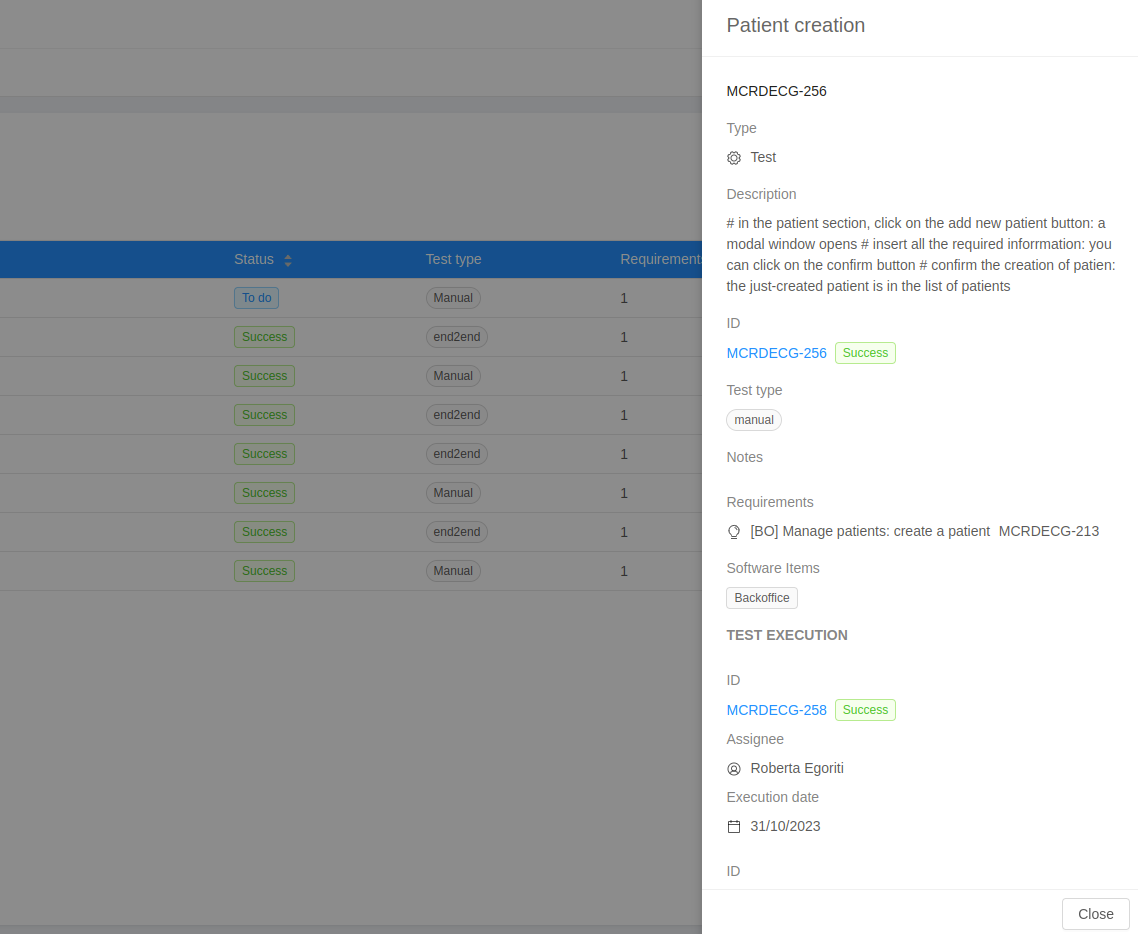 Patient creation
MCRDECG-256
Type
Test
Description
# in the patient section, click on the add new patient button: a
modal window opens # insert all the required inforrmation: you
can click on the confirm button # confirm the creation of patien:
the just-created patient is in the list of patients
ID
MCRDECG-256 Success
Test type
manual
Notes
Requirements
[BO] Manage patients: create a patient MCRDECG-213
Software Items
Backoffice
TEST EXECUTION
ID
MCRDECG-258 Success
Assignee
Roberta Egoriti
Execution date
31/10/2023
ID
Close
Status Test type Requirements
To do Manual 1
Success end2end 1
Success Manual 1
Success end2end 1
Success end2end 1
Success Manual 1
Success end2end 1
Success Manual 1